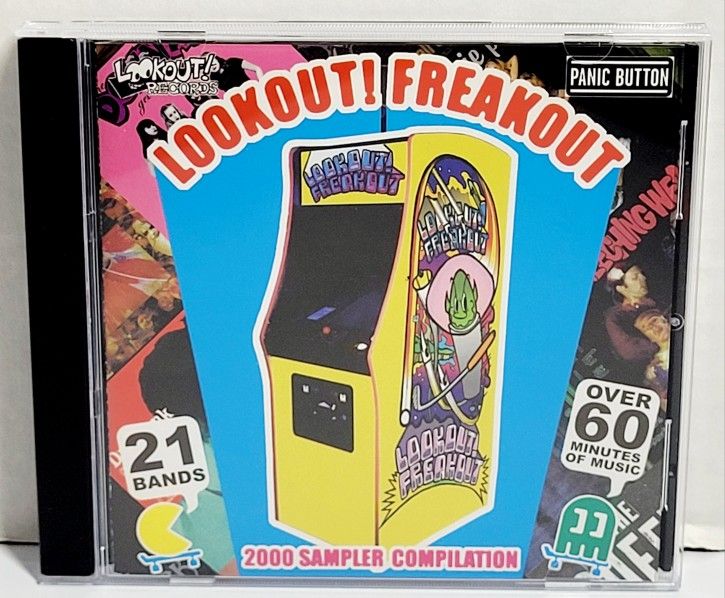 LOOKOUT!
RECORDS
PANIC BUTTON
LOOKOUT! FREAKOUT
LOOKOUT!
FREAKOUT
LOOKOUT!
FREAKOUT
LOOKOUT!
FREAKOUT
21
BANDS
OVER
60
MINUTES
OF MUSIC
THE
2000 SAMPLER COMPILATION